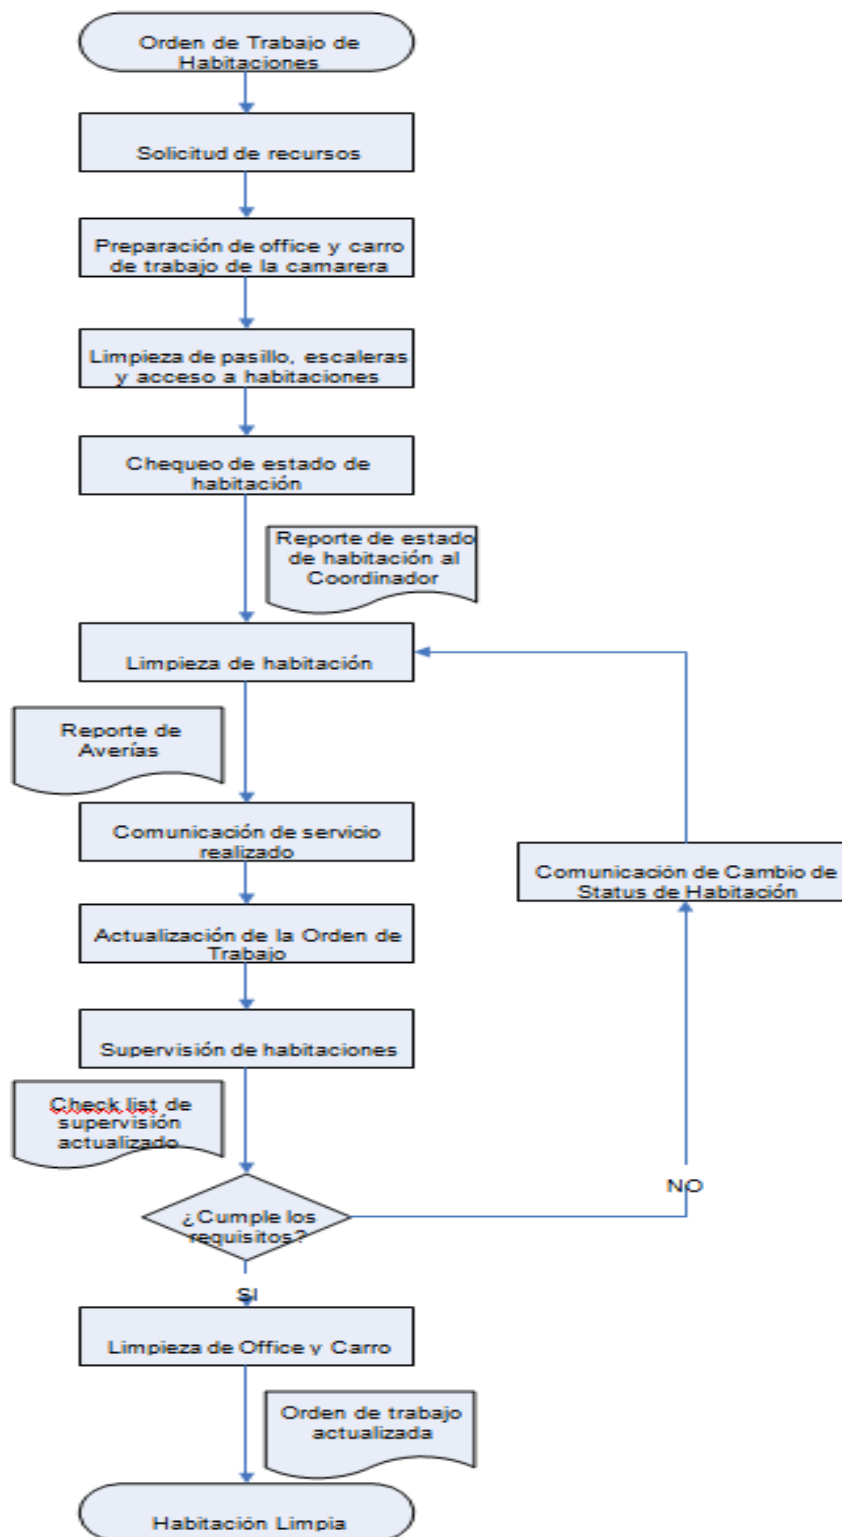 Orden de Trabajo de
Habitaciones
Solicitud de recursos
Preparación de office y carro
de trabajo de la camarera
Limpieza de pasillo, escaleras
y acceso a habitaciones
Chequeo de estado de
habitación
Reporte de estado
de habitación al
Coordinador
Limpieza de habitación
Reporte de
Averías
Comunicación de servicio
realizado
Comunicación de Cambio de
Status de Habitación
Actualización de la Orden de
Trabajo
Supervisión de habitaciones
Check list de
supervisión
actualizado
NO
¿Cumple los
requisitos?
SI
Limpieza de Office y Carro
Orden de trabajo
actualizada
Habitación Limpia